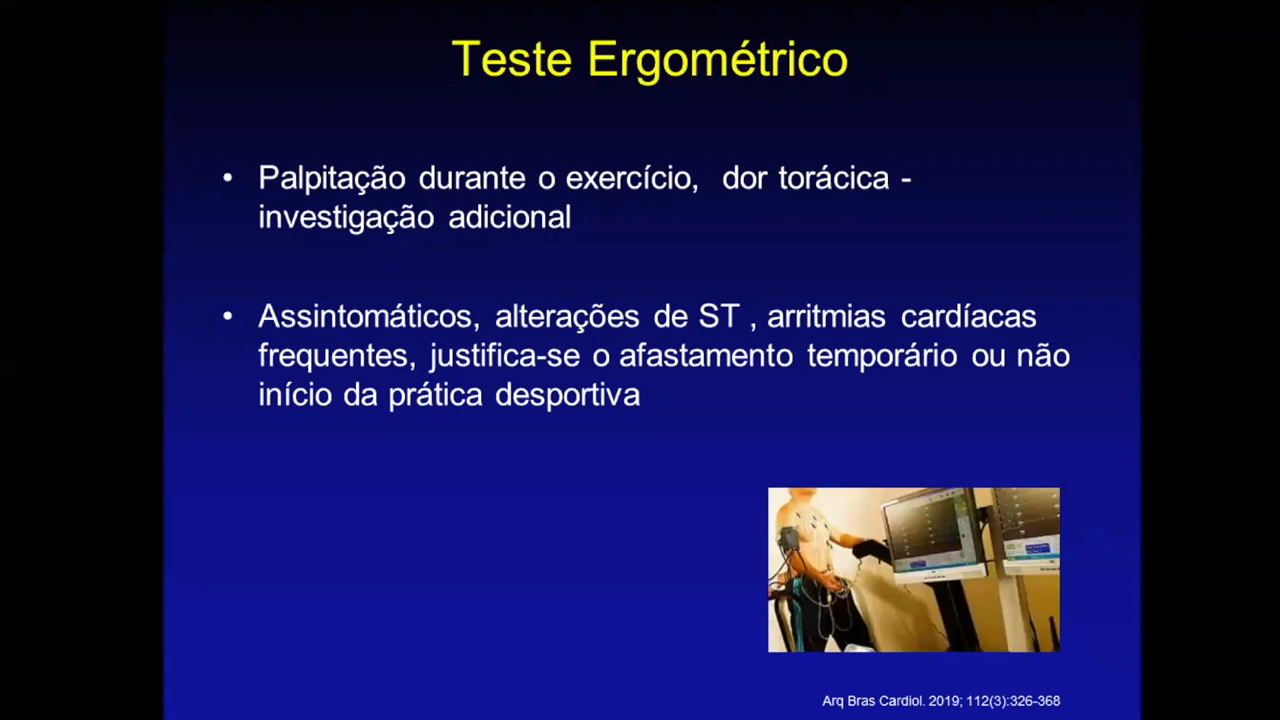 Teste Ergométrico
• Palpitação durante o exercício, dor torácica -
investigação adicional
• Assintomáticos, alterações de ST , arritmias cardíacas
frequentes, justifica-se o afastamento temporário ou não
início da prática desportiva
Arq Bras Cardiol. 2019; 112(3):326-368